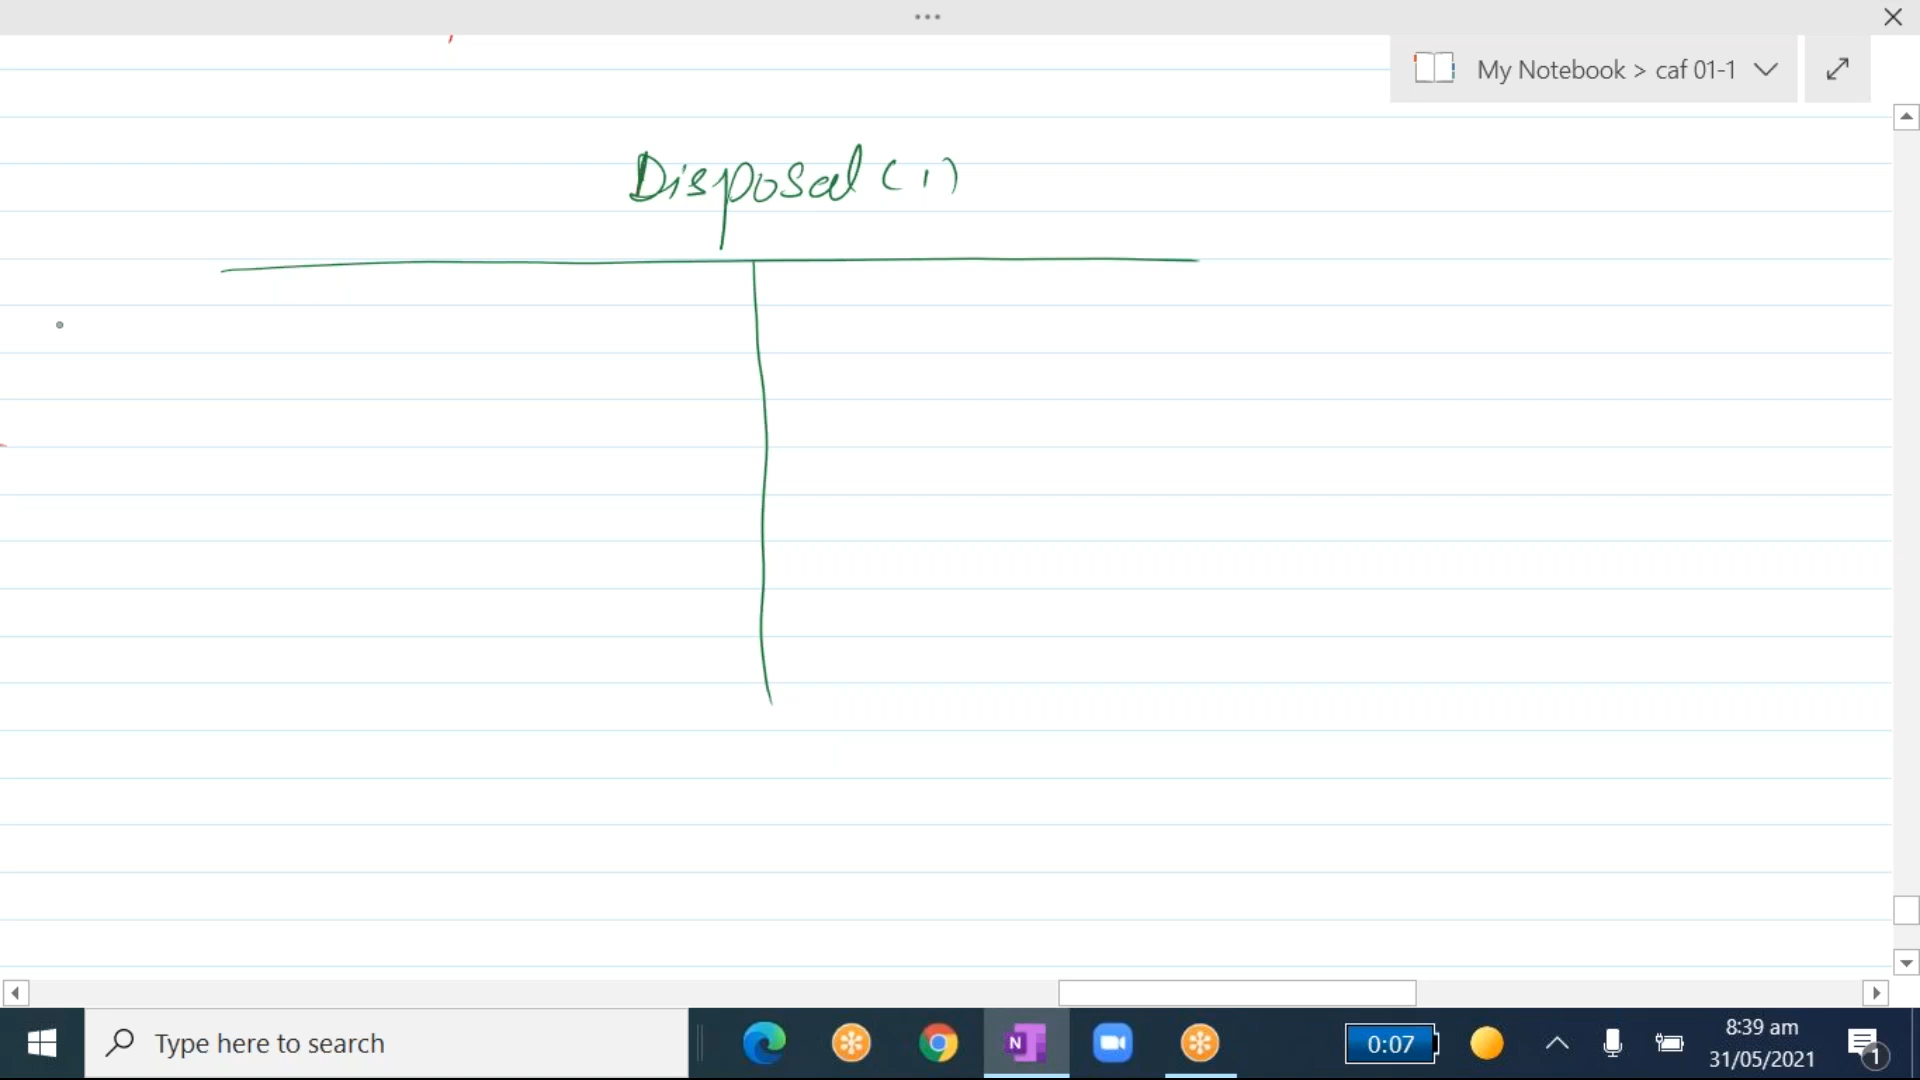 My Notebook > caf 01-1
Disposal (1)
Type here to search
N
0:07
8:39 am
31/05/2021
1